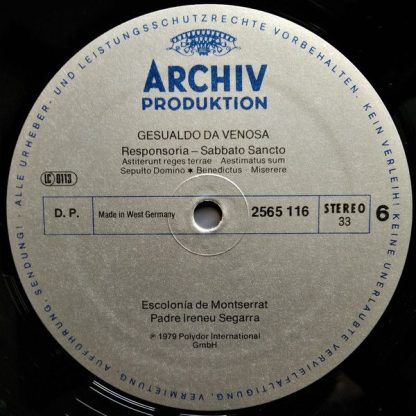 ALLE URHEBER- UND LEISTUNGSSCHUTZRECHTE VORBEHALTEN. KEIN VERLEIH! KEINE UNERLAUBTE VERVIELFÄLTIGUNG, VERMIETUNG, AUFFÜHRUNG, SENDUNG!
ARCHIV
PRODUKTION
GESUALDO DA VENOSA
Responsoria – Sabbato Sancto
Astiterunt reges terrae · Aestimatus sum
Sepulto Domino ✱ Benedictus · Miserere
LC 0113
D. P. Made in West Germany 2565 116 STEREO 33 6
Escolonía de Montserrat
Padre Ireneu Segarra
℗ 1979 Polydor International
GmbH